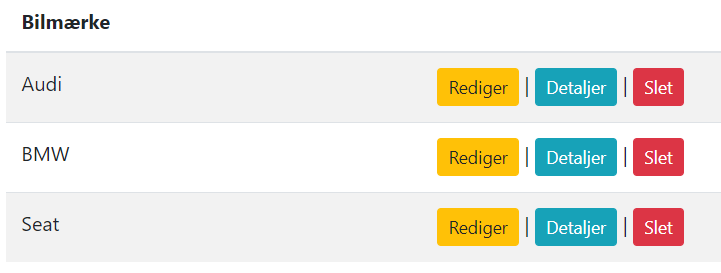 Bilmærke
Audi Rediger | Detaljer | Slet
BMW Rediger | Detaljer | Slet
Seat Rediger | Detaljer | Slet